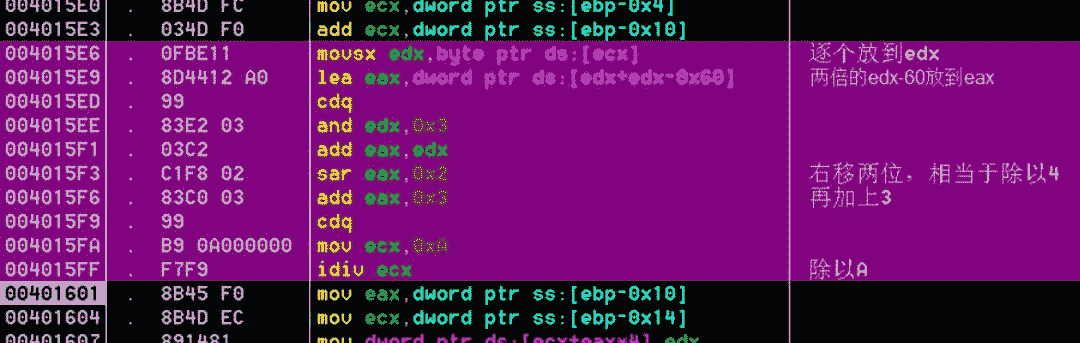 004015E0 . 8B4D FC mov ecx,dword ptr ss:[ebp-0x4]
004015E3 . 034D F0 add ecx,dword ptr ss:[ebp-0x10]
004015E6 . 0FBE11 movsx edx,byte ptr ds:[ecx] 逐个放到edx
004015E9 . 8D4412 A0 lea eax,dword ptr ds:[edx+edx-0x60] 两倍的edx-60放到eax
004015ED . 99 cdq
004015EE . 83E2 03 and edx,0x3
004015F1 . 03C2 add eax,edx
004015F3 . C1F8 02 sar eax,0x2 右移两位，相当于除以4
004015F6 . 83C0 03 add eax,0x3 再加上3
004015F9 . 99 cdq
004015FA . B9 0A000000 mov ecx,0xA
004015FF . F7F9 idiv ecx 除以A
00401601 . 8B45 F0 mov eax,dword ptr ss:[ebp-0x10]
00401604 . 8B4D EC mov ecx,dword ptr ss:[ebp-0x14]
00401607 . 891481 mov dword ptr ds:[ecx+eax*4],edx